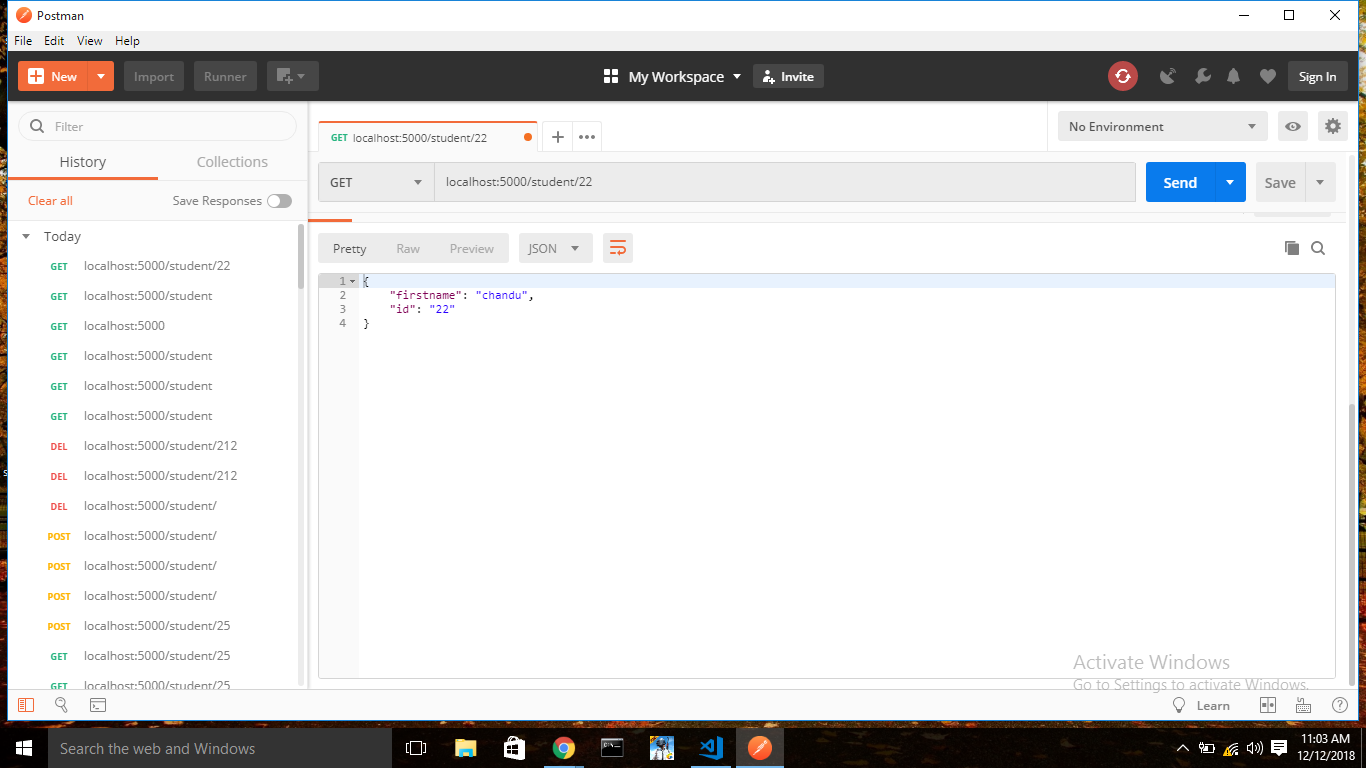 Postman
File Edit View Help
New Import Runner My Workspace Invite Sign In
Filter
History Collections
Clear all Save Responses
Today
GET localhost:5000/student/22
GET localhost:5000/student
GET localhost:5000
GET localhost:5000/student
GET localhost:5000/student
GET localhost:5000/student
DEL localhost:5000/student/212
DEL localhost:5000/student/212
DEL localhost:5000/student/
POST localhost:5000/student/
POST localhost:5000/student/
POST localhost:5000/student/
POST localhost:5000/student/25
GET localhost:5000/student/25
GET localhost:5000/student/25
GET localhost:5000/student/22
No Environment
GET localhost:5000/student/22 Send Save
Pretty Raw Preview JSON
1 {
2 "firstname": "chandu",
3 "id": "22"
4 }
Activate Windows
Go to Settings to activate Windows.
Learn
Search the web and Windows
11:03 AM
12/12/2018